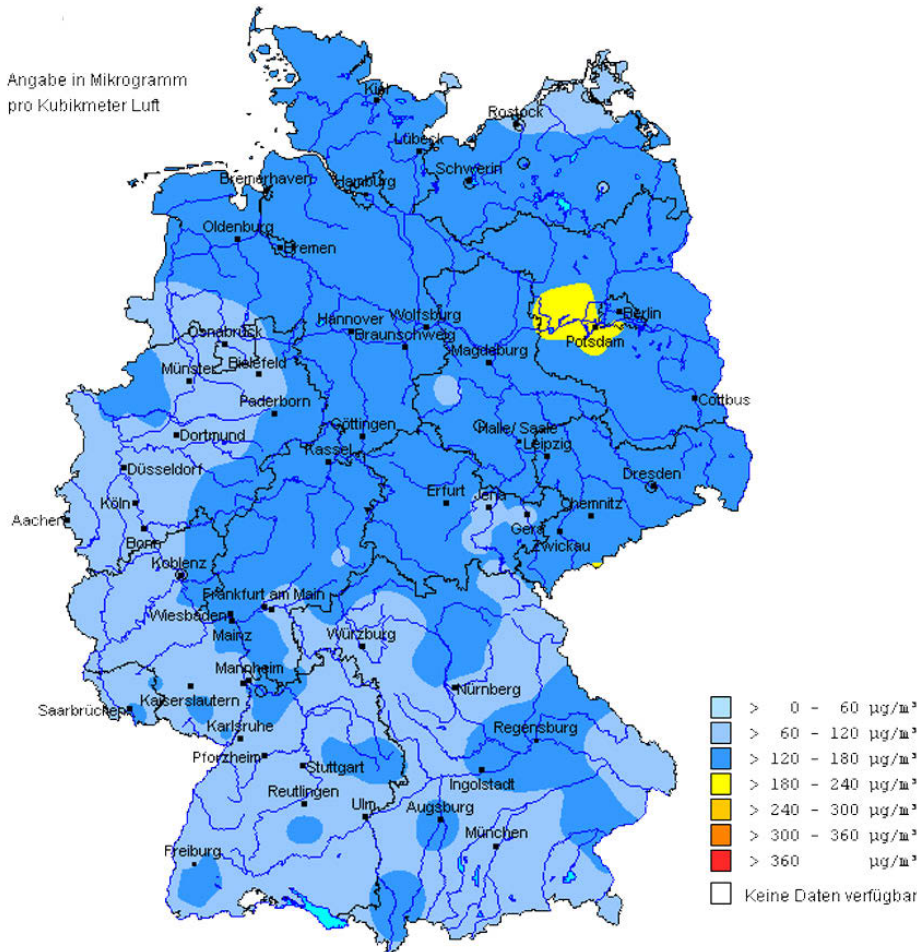 Angabe in Mikrogramm
pro Kubikmeter Luft
Kiel
Rostock
Lübeck
Schwerin
Bremerhaven
Hamburg
Oldenburg
Bremen
Berlin
Hannover
Wolfsburg
Osnabrück
Braunschweig
Potsdam
Magdeburg
Bielefeld
Münster
Paderborn
Cottbus
Göttingen
Halle/ Saale
Dortmund
Leipzig
Kassel
Düsseldorf
Dresden
Erfurt
Jena
Köln
Chemnitz
Aachen
Gera
Bonn
Zwickau
Koblenz
Frankfurt am Main
Wiesbaden
Mainz
Würzburg
Mannheim
Nürnberg
Kaiserslautern
Saarbrücken
Karlsruhe
Regensburg
Pforzheim
Stuttgart
Ingolstadt
Reutlingen
Ulm
Augsburg
München
Freiburg
> 0 - 60 µg/m³
> 60 - 120 µg/m³
> 120 - 180 µg/m³
> 180 - 240 µg/m³
> 240 - 300 µg/m³
> 300 - 360 µg/m³
> 360 µg/m³
Keine Daten verfügbar